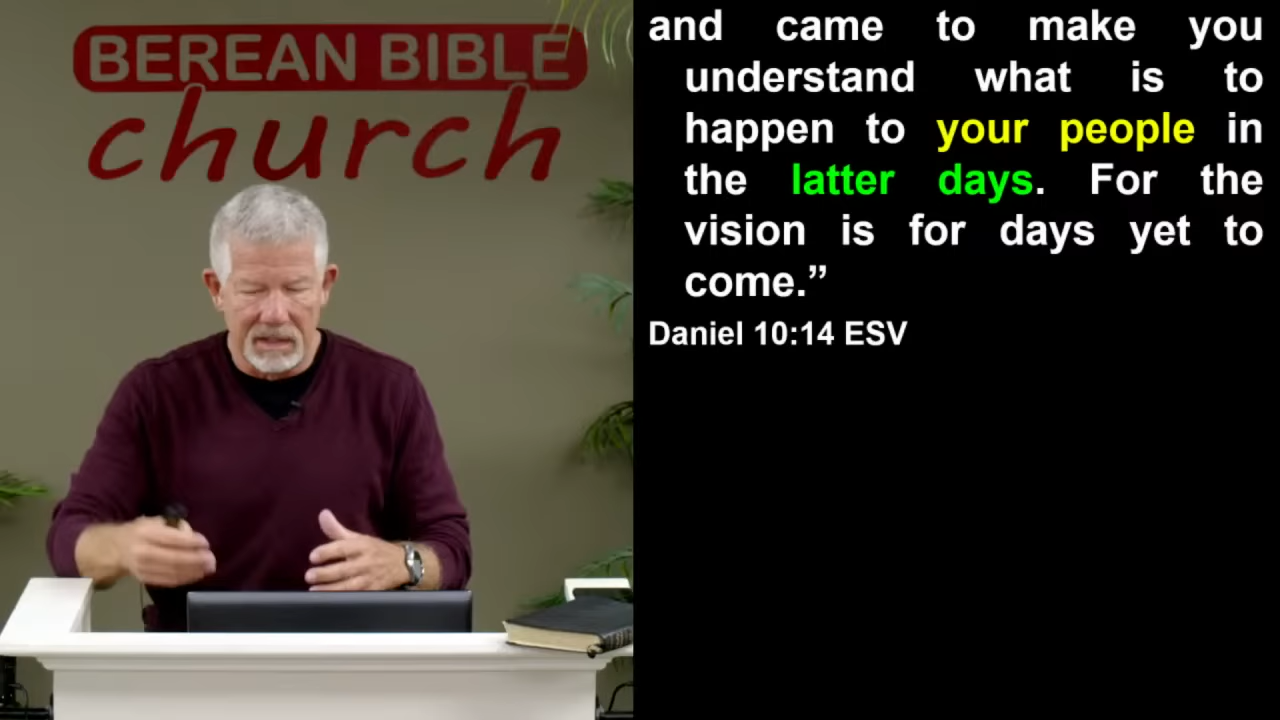 BEREAN BIBLE
church
and came to make you
understand what is to
happen to your people in
the latter days. For the
vision is for days yet to
come.”
Daniel 10:14 ESV